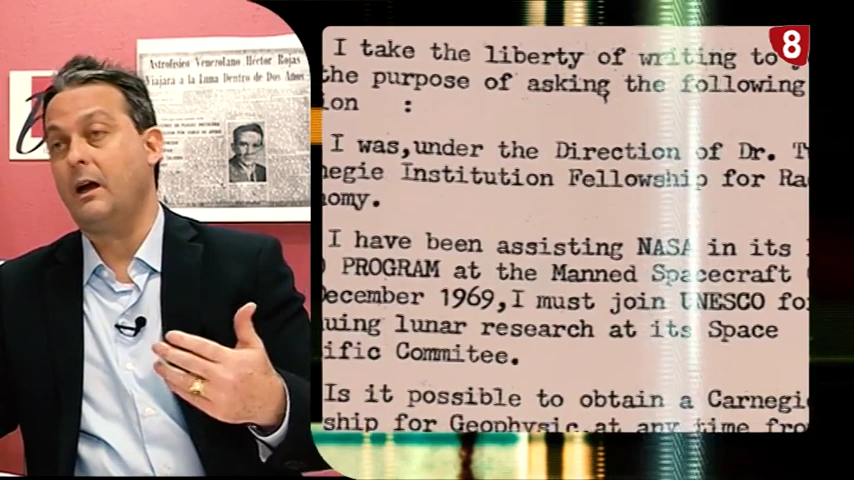 Astrofísico Venezolano Héctor Rojas
Viajará a la Luna Dentro de Dos Años
8
I take the liberty of writing to
the purpose of asking the following
ion :
I was,under the Direction of Dr. T
negie Institution Fellowship for Ra
nomy.
I have been assisting NASA in its
PROGRAM at the Manned Spacecraft
December 1969,I must join UNESCO fo
uing lunar research at its Space
ific Commitee.
Is it possible to obtain a Carnegi
ship for Geophysic,at any time fro